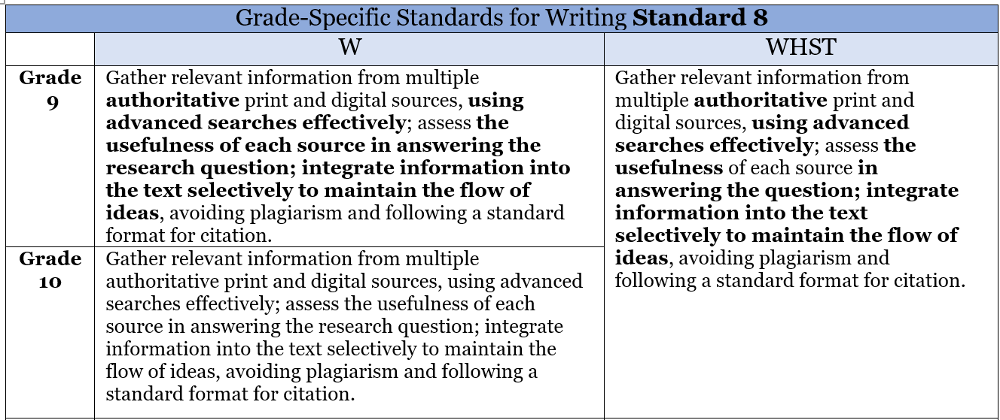 Grade-Specific Standards for Writing Standard 8
W
WHST
Grade
9
Gather relevant information from multiple
authoritative print and digital sources, using
advanced searches effectively; assess the
usefulness of each source in answering the
research question; integrate information into
the text selectively to maintain the flow of
ideas, avoiding plagiarism and following a standard
format for citation.
Gather relevant information from
multiple authoritative print and
digital sources, using advanced
searches effectively; assess the
usefulness of each source in
answering the question; integrate
information into the text
selectively to maintain the flow of
ideas, avoiding plagiarism and
following a standard format for citation.
Grade
10
Gather relevant information from multiple
authoritative print and digital sources, using advanced
searches effectively; assess the usefulness of each
source in answering the research question; integrate
information into the text selectively to maintain the
flow of ideas, avoiding plagiarism and following a
standard format for citation.